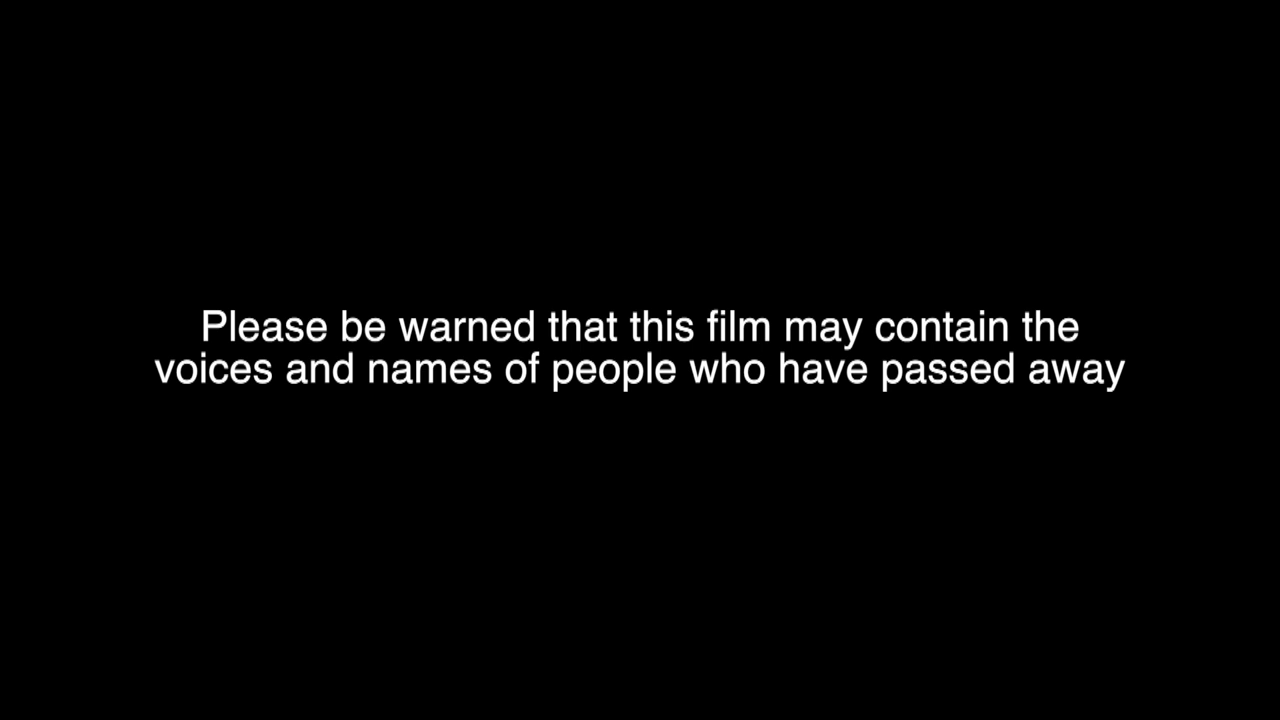 Please be warned that this film may contain the
voices and names of people who have passed away